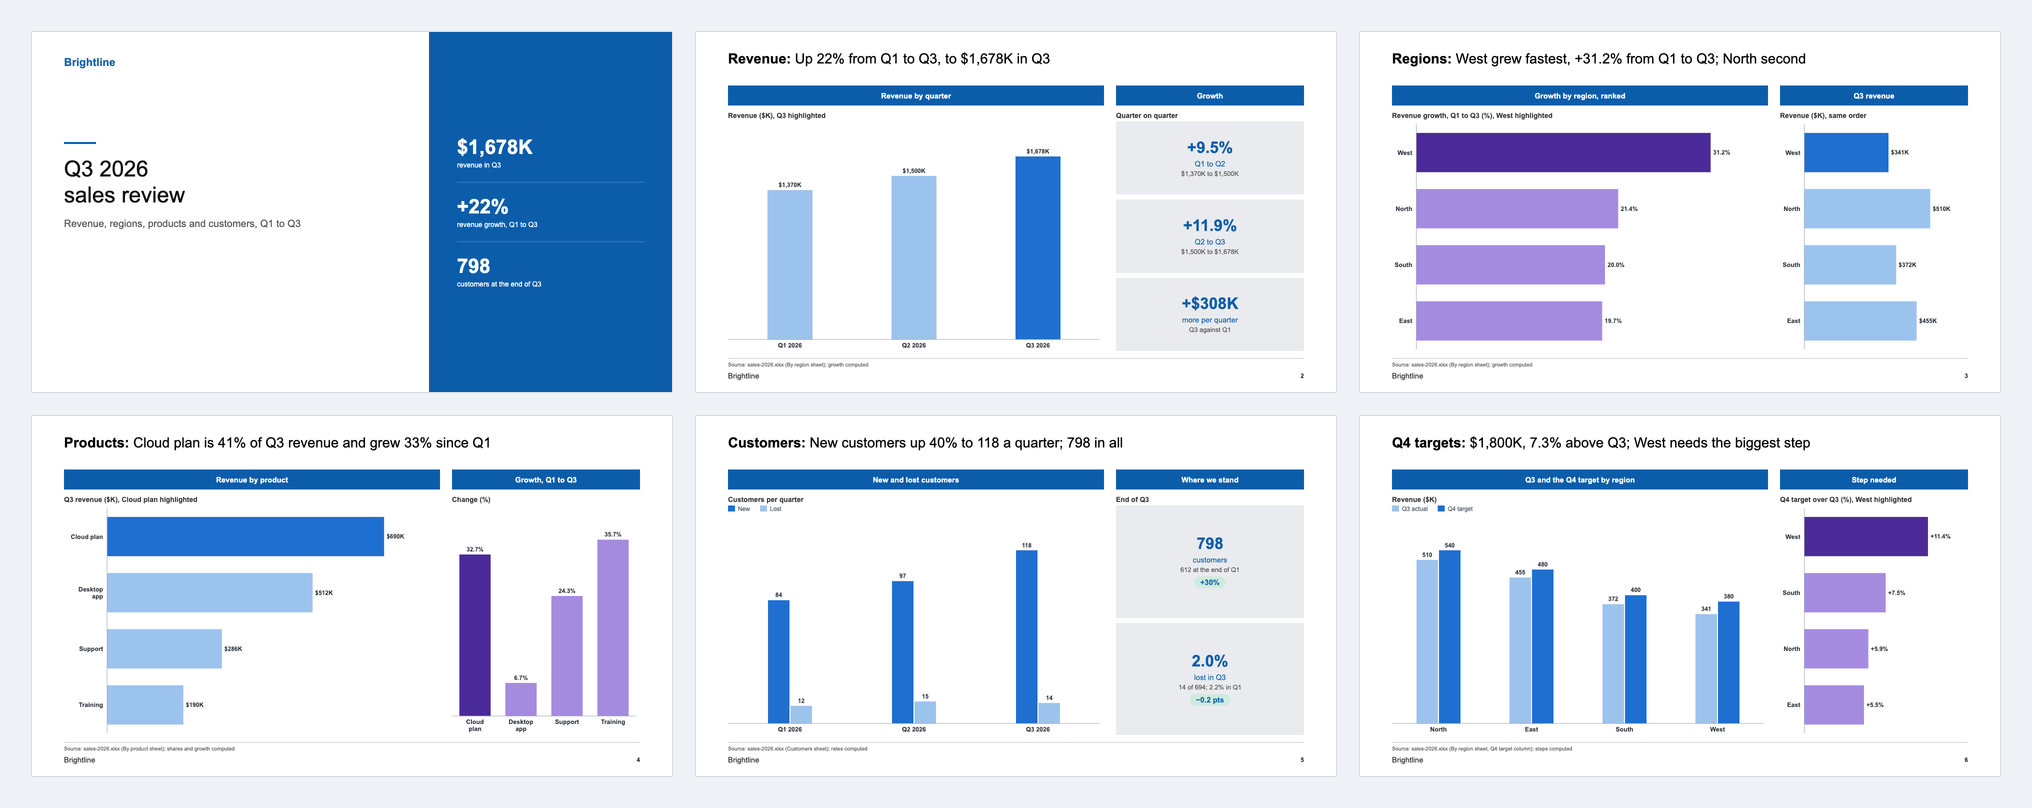 Brightline
Q3 2026
sales review
Revenue, regions, products and customers, Q1 to Q3
$1,678K
revenue in Q3
+22%
revenue growth, Q1 to Q3
798
customers at the end of Q3
Revenue: Up 22% from Q1 to Q3, to $1,678K in Q3
Revenue by quarter
Revenue ($K), Q3 highlighted
$1,370K
$1,500K
$1,678K
Q1 2026
Q2 2026
Q3 2026
Growth
Quarter on quarter
+9.5%
Q1 to Q2
$1,370K to $1,500K
+11.9%
Q2 to Q3
$1,500K to $1,678K
+$308K
more per quarter
Q3 against Q1
Source: sales-2026.xlsx (By region sheet); growth computed
Brightline
2
Regions: West grew fastest, +31.2% from Q1 to Q3; North second
Growth by region, ranked
Revenue growth, Q1 to Q3 (%), West highlighted
West
31.2%
North
21.4%
South
20.0%
East
19.7%
Q3 revenue
Revenue ($K), same order
West
$341K
North
$510K
South
$372K
East
$455K
Source: sales-2026.xlsx (By region sheet); growth computed
Brightline
3
Products: Cloud plan is 41% of Q3 revenue and grew 33% since Q1
Revenue by product
Q3 revenue ($K), Cloud plan highlighted
Cloud plan
$690K
Desktop
app
$512K
Support
$286K
Training
$190K
Growth, Q1 to Q3
Change (%)
32.7%
6.7%
24.3%
35.7%
Cloud
plan
Desktop
app
Support
Training
Source: sales-2026.xlsx (By product sheet); shares and growth computed
Brightline
4
Customers: New customers up 40% to 118 a quarter; 798 in all
New and lost customers
Customers per quarter
New
Lost
84
12
97
15
118
14
Q1 2026
Q2 2026
Q3 2026
Where we stand
End of Q3
798
customers
612 at the end of Q1
+30%
2.0%
lost in Q3
14 of 694; 2.2% in Q1
−0.2 pts
Source: sales-2026.xlsx (Customers sheet); rates computed
Brightline
5
Q4 targets: $1,800K, 7.3% above Q3; West needs the biggest step
Q3 and the Q4 target by region
Revenue ($K)
Q3 actual
Q4 target
510
540
455
480
372
400
341
380
North
East
South
West
Step needed
Q4 target over Q3 (%), West highlighted
West
+11.4%
South
+7.5%
North
+5.9%
East
+5.5%
Source: sales-2026.xlsx (By region sheet, Q4 target column); steps computed
Brightline
6